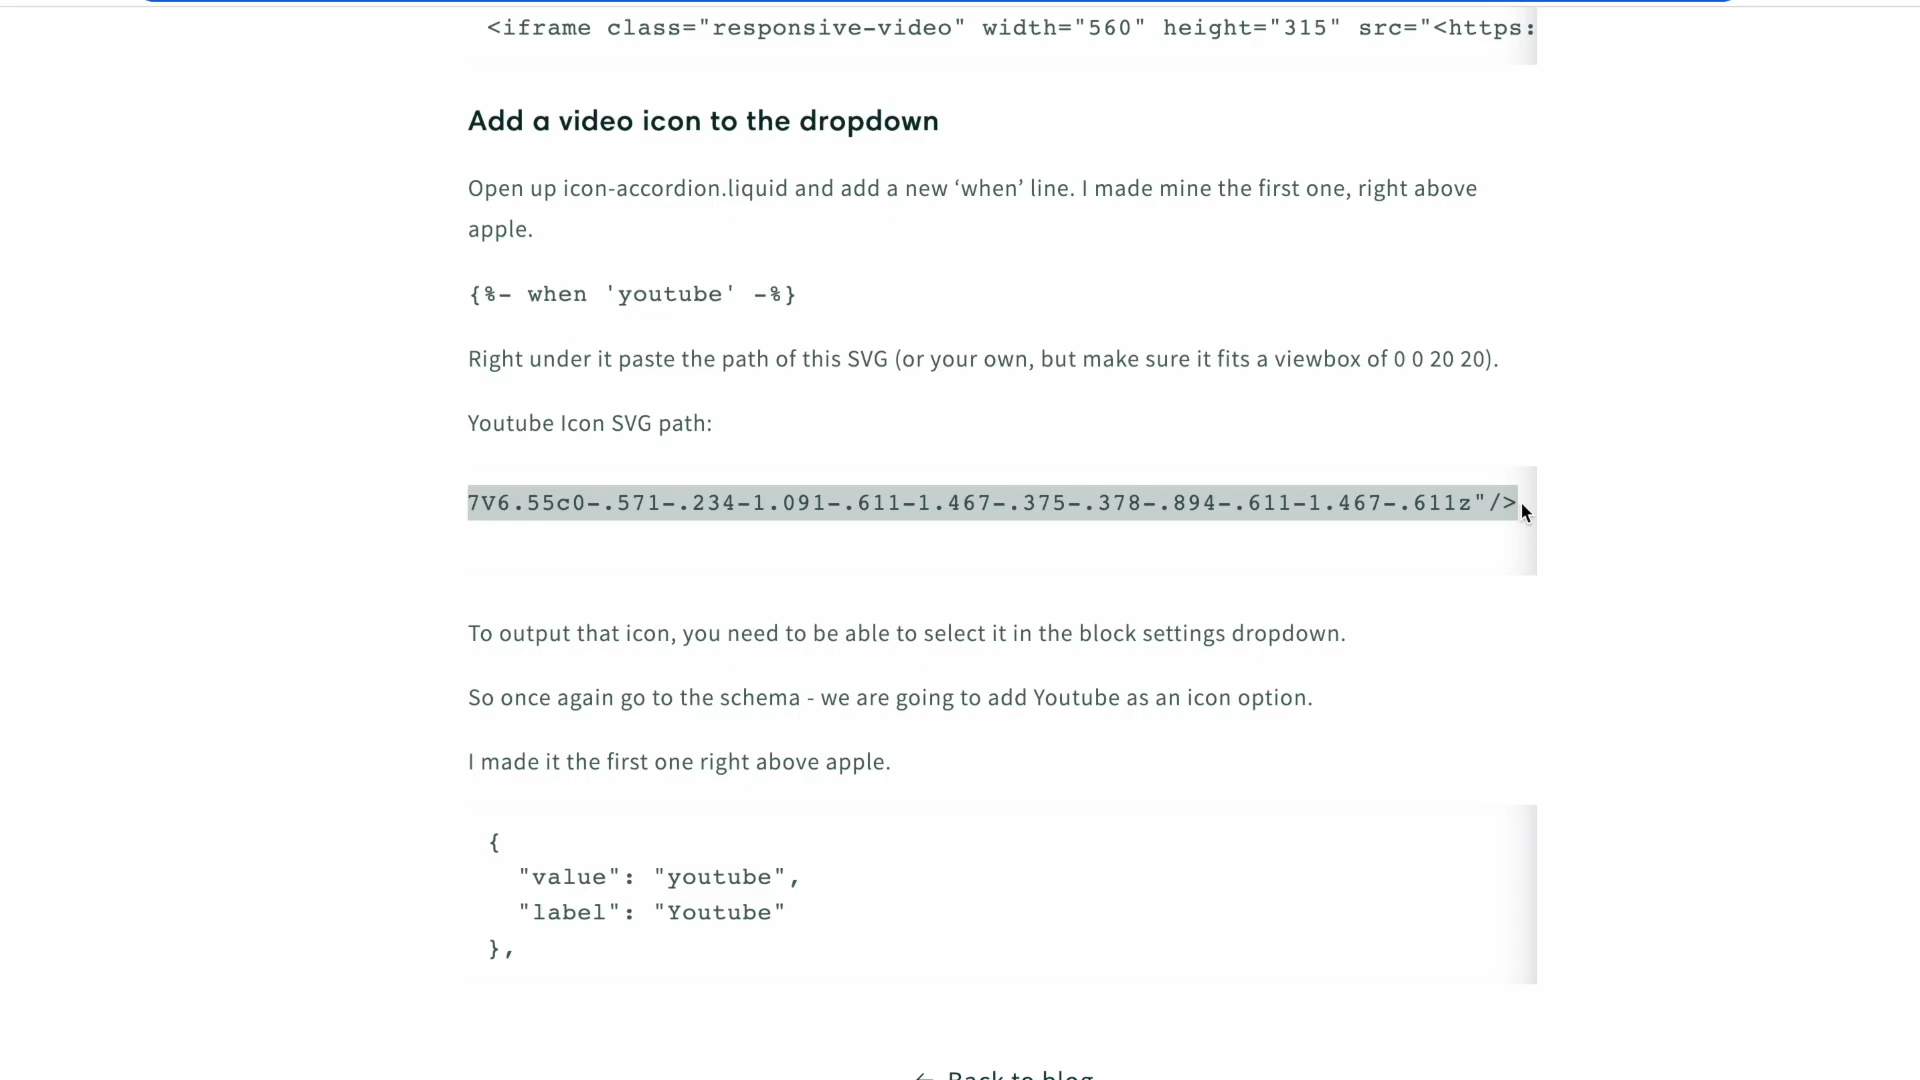 <iframe class="responsive-video" width="560" height="315" src="<https:
Add a video icon to the dropdown
Open up icon-accordion.liquid and add a new ‘when’ line. I made mine the first one, right above
apple.
{%- when 'youtube' -%}
Right under it paste the path of this SVG (or your own, but make sure it fits a viewbox of 0 0 20 20).
Youtube Icon SVG path:
7V6.55c0-.571-.234-1.091-.611-1.467-.375-.378-.894-.611-1.467-.611z"/>
To output that icon, you need to be able to select it in the block settings dropdown.
So once again go to the schema - we are going to add Youtube as an icon option.
I made it the first one right above apple.
{
"value": "youtube",
"label": "Youtube"
},
← Back to blog